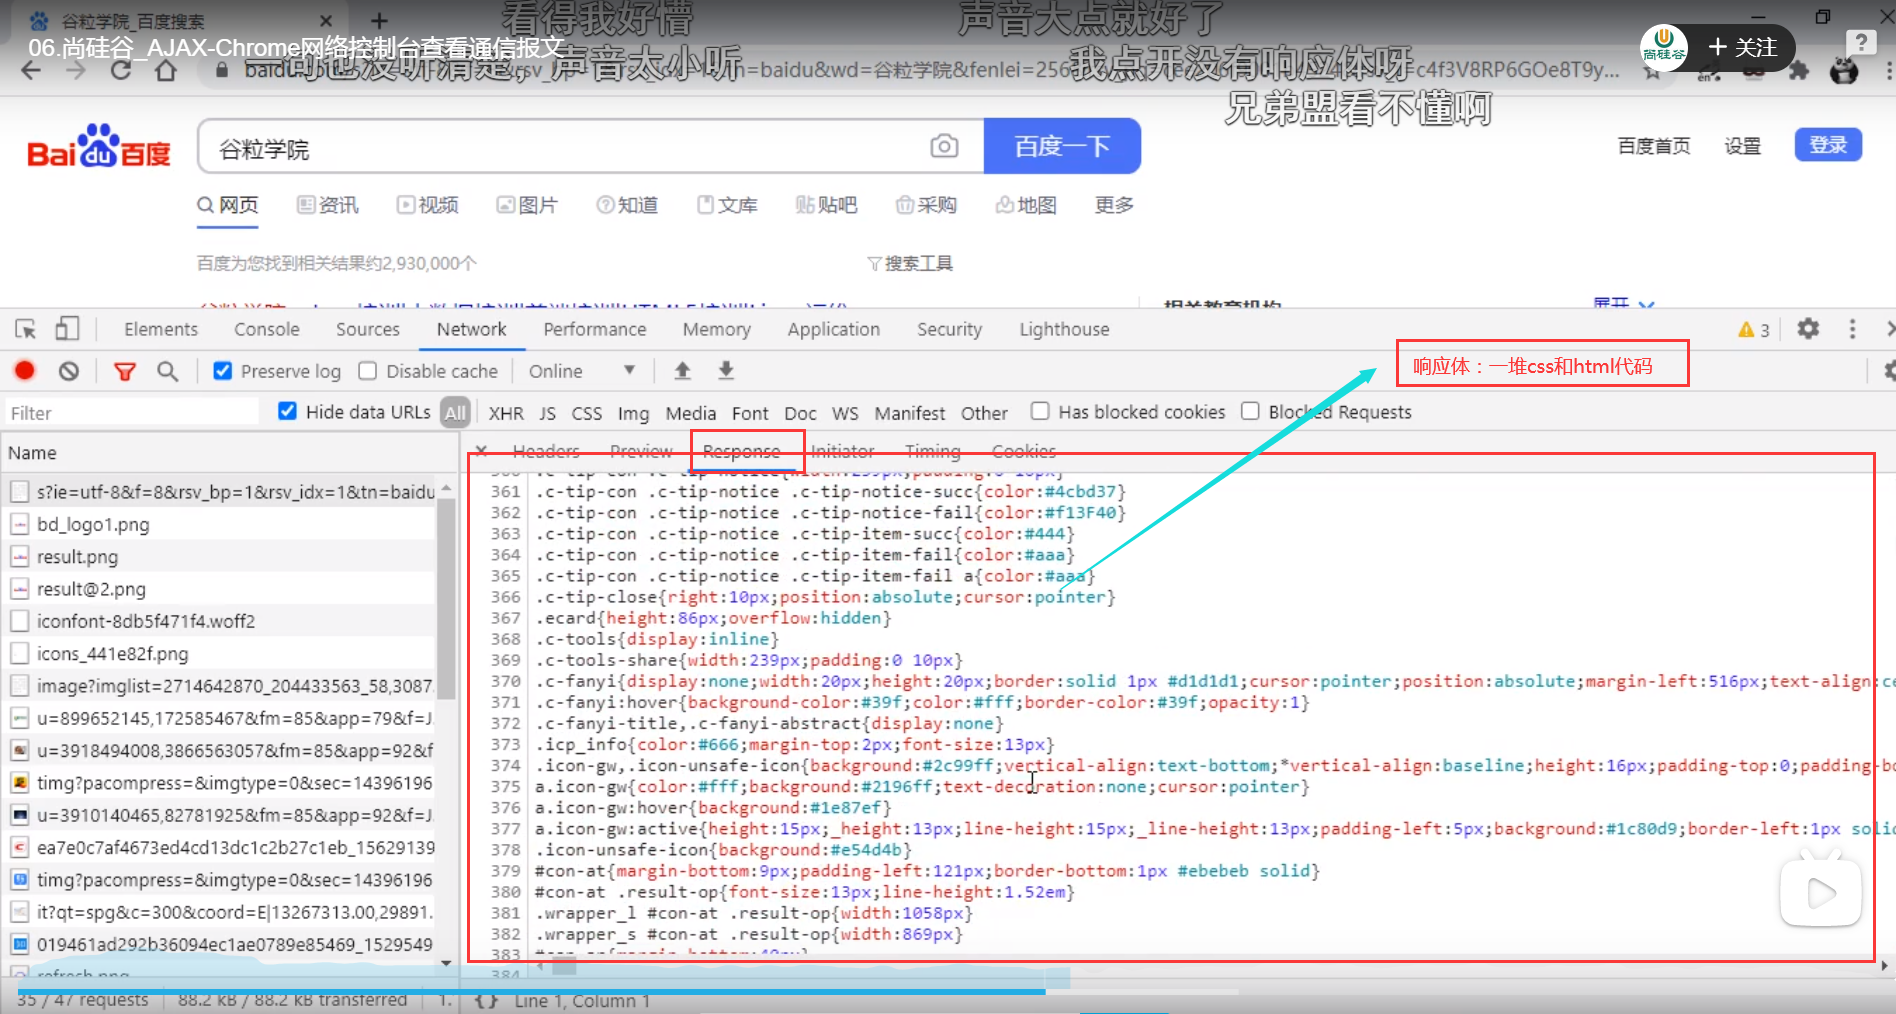 谷粒学院_百度搜索
看得我好懵
声音大点就好了
06.尚硅谷_AJAX-Chrome网络控制台查看通信报文
声音太小听
我点开没有响应体呀
兄弟盟看不懂啊
尚硅谷
+ 关注
?
=baidu&wd=谷粒学院&fenlei=256
c4f3V8RP6GOe8T9y...
Bai du 百度
谷粒学院
百度一下
百度首页
设置
登录
网页
资讯
视频
图片
知道
文库
贴吧
采购
地图
更多
百度为您找到相关结果约2,930,000个
搜索工具
相关教育机构
展开
Elements
Console
Sources
Network
Performance
Memory
Application
Security
Lighthouse
3
Preserve log
Disable cache
Online
响应体：一堆css和html代码
Filter
Hide data URLs
All
XHR
JS
CSS
Img
Media
Font
Doc
WS
Manifest
Other
Has blocked cookies
Blocked Requests
Name
Headers
Preview
Response
Initiator
Timing
Cookies
s?ie=utf-8&f=8&rsv_bp=1&rsv_idx=1&tn=baidu
bd_logo1.png
result.png
result@2.png
iconfont-8db5f471f4.woff2
icons_441e82f.png
image?imglist=2714642870_204433563_58,3087
u=899652145,172585467&fm=85&app=79&f=J
u=3918494008,3866563057&fm=85&app=92&f
timg?pacompress=&imgtype=0&sec=14396196
u=3910140465,82781925&fm=85&app=92&f=J
ea7e0c7af4673ed4cd13dc1c2b27c1eb_15629139
timg?pacompress=&imgtype=0&sec=14396196
it?qt=spg&c=300&coord=E|13267313.00,29891.
019461ad292b36094ec1ae0789e85469_1529549
refresh.png
360 .c-tip-con .c-tip-notice{width:239px;padding:0 10px}
361 .c-tip-con .c-tip-notice .c-tip-notice-succ{color:#4cbd37}
362 .c-tip-con .c-tip-notice .c-tip-notice-fail{color:#f13F40}
363 .c-tip-con .c-tip-notice .c-tip-item-succ{color:#444}
364 .c-tip-con .c-tip-notice .c-tip-item-fail{color:#aaa}
365 .c-tip-con .c-tip-notice .c-tip-item-fail a{color:#aaa}
366 .c-tip-close{right:10px;position:absolute;cursor:pointer}
367 .ecard{height:86px;overflow:hidden}
368 .c-tools{display:inline}
369 .c-tools-share{width:239px;padding:0 10px}
370 .c-fanyi{display:none;width:20px;height:20px;border:solid 1px #d1d1d1;cursor:pointer;position:absolute;margin-left:516px;text-align:ce
371 .c-fanyi:hover{background-color:#39f;color:#fff;border-color:#39f;opacity:1}
372 .c-fanyi-title,.c-fanyi-abstract{display:none}
373 .icp_info{color:#666;margin-top:2px;font-size:13px}
374 .icon-gw,.icon-unsafe-icon{background:#2c99ff;vertical-align:text-bottom;*vertical-align:baseline;height:16px;padding-top:0;padding-bo
375 a.icon-gw{color:#fff;background:#2196ff;text-decoration:none;cursor:pointer}
376 a.icon-gw:hover{background:#1e87ef}
377 a.icon-gw:active{height:15px;_height:13px;line-height:15px;_line-height:13px;padding-left:5px;background:#1c80d9;border-left:1px soli
378 .icon-unsafe-icon{background:#e54d4b}
379 #con-at{margin-bottom:9px;padding-left:121px;border-bottom:1px #ebebeb solid}
380 #con-at .result-op{font-size:13px;line-height:1.52em}
381 .wrapper_l #con-at .result-op{width:1058px}
382 .wrapper_s #con-at .result-op{width:869px}
383
384
35 / 47 requests
88.2 kB / 88.2 kB transferred
1.
{ } Line 1, Column 1